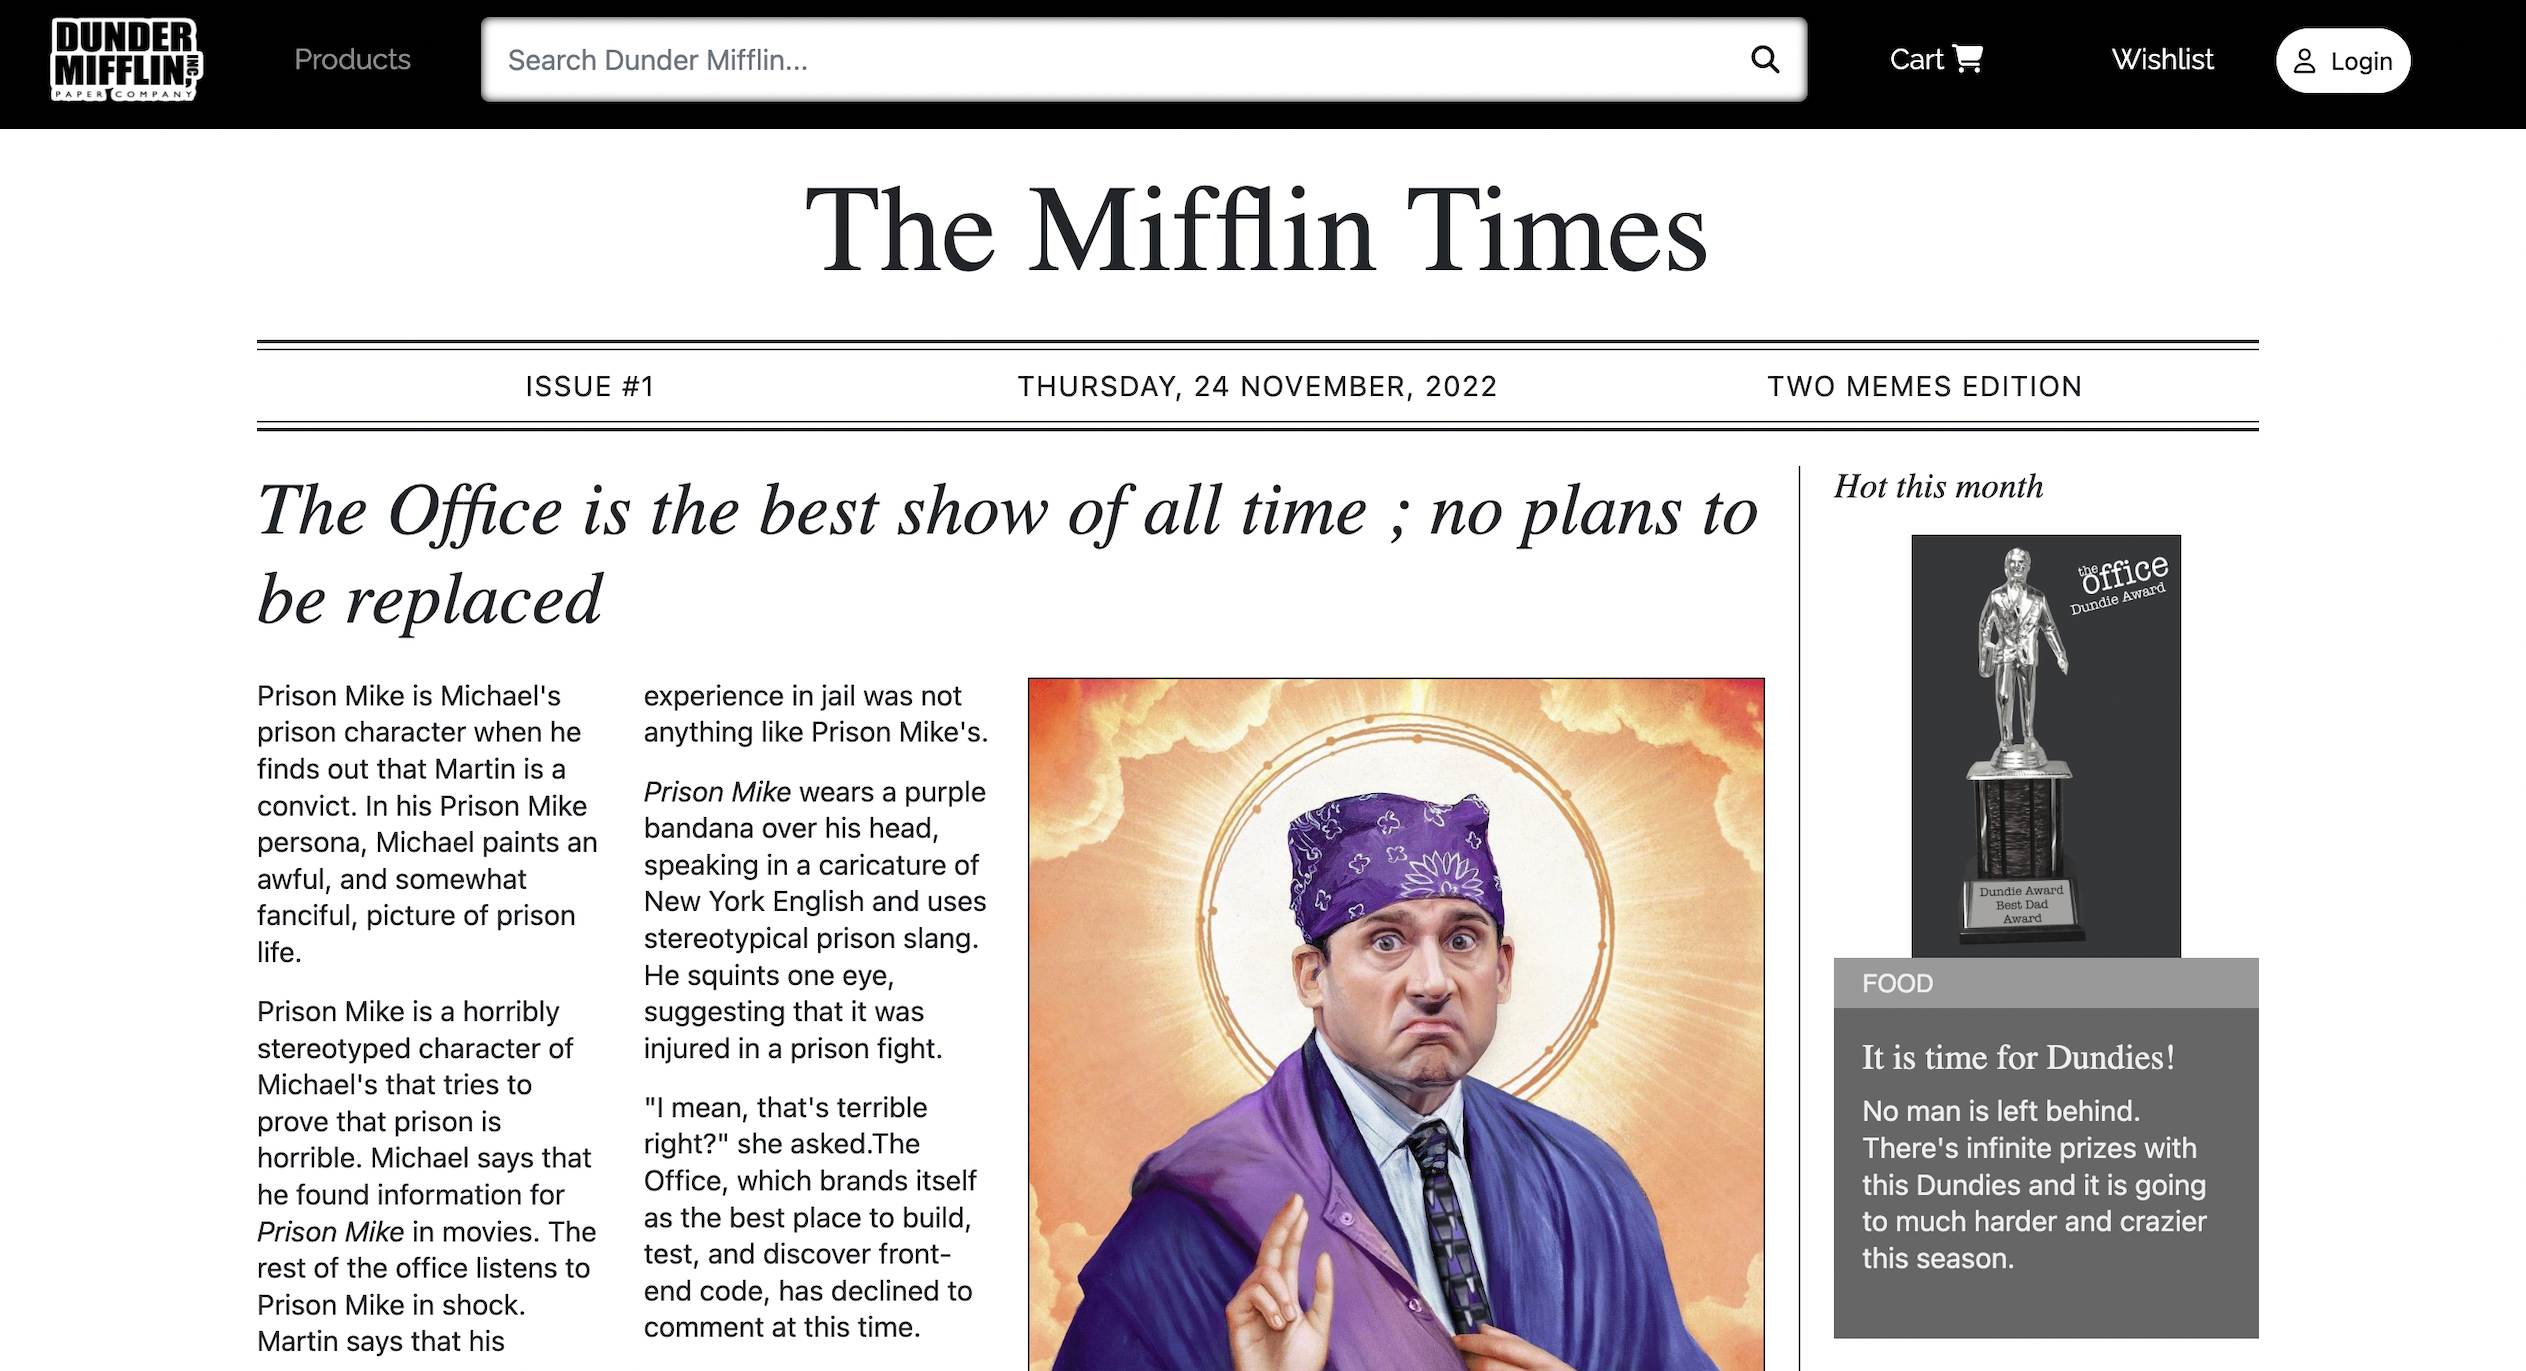 DUNDER
MIFFLIN, INC.
PAPER COMPANY
Products
Search Dunder Mifflin...
Cart
Wishlist
Login
The Mifflin Times
ISSUE #1
THURSDAY, 24 NOVEMBER, 2022
TWO MEMES EDITION
The Office is the best show of all time ; no plans to
be replaced
Prison Mike is Michael's
prison character when he
finds out that Martin is a
convict. In his Prison Mike
persona, Michael paints an
awful, and somewhat
fanciful, picture of prison
life.
Prison Mike is a horribly
stereotyped character of
Michael's that tries to
prove that prison is
horrible. Michael says that
he found information for
Prison Mike in movies. The
rest of the office listens to
Prison Mike in shock.
Martin says that his
experience in jail was not
anything like Prison Mike's.
Prison Mike wears a purple
bandana over his head,
speaking in a caricature of
New York English and uses
stereotypical prison slang.
He squints one eye,
suggesting that it was
injured in a prison fight.
"I mean, that's terrible
right?" she asked.The
Office, which brands itself
as the best place to build,
test, and discover front-
end code, has declined to
comment at this time.
Hot this month
the
office
Dundie Award
Dundie Award
Best Dad
Award
FOOD
It is time for Dundies!
No man is left behind.
There's infinite prizes with
this Dundies and it is going
to much harder and crazier
this season.